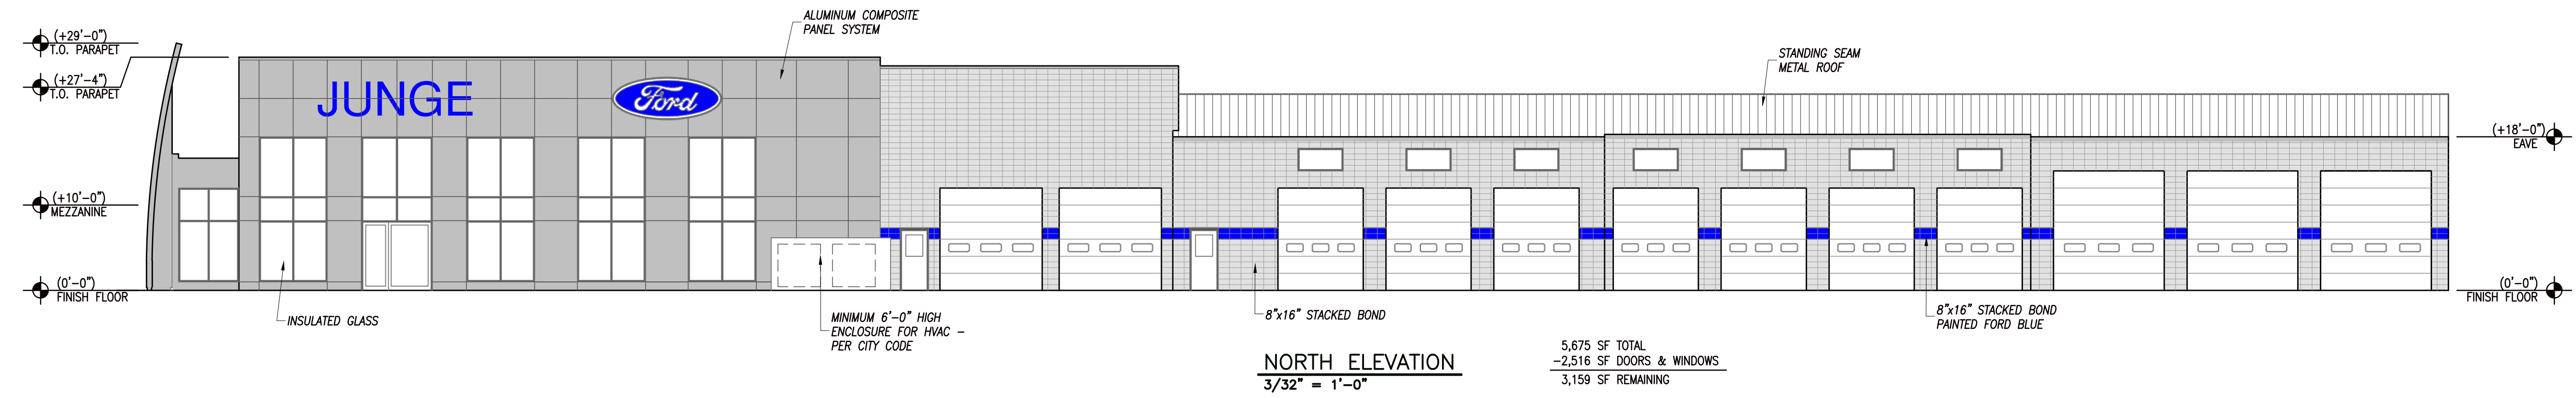 ALUMINUM COMPOSITE
PANEL SYSTEM
(+29'-0")
T.O. PARAPET
(+27'-4")
T.O. PARAPET
JUNGE
Ford
STANDING SEAM
METAL ROOF
(+18'-0")
EAVE
(+10'-0")
MEZZANINE
(0'-0")
FINISH FLOOR
(0'-0")
FINISH FLOOR
INSULATED GLASS
MINIMUM 6'-0" HIGH
ENCLOSURE FOR HVAC -
PER CITY CODE
8"x16" STACKED BOND
8"x16" STACKED BOND
PAINTED FORD BLUE
NORTH ELEVATION
3/32" = 1'-0"
5,675 SF TOTAL
-2,516 SF DOORS & WINDOWS
3,159 SF REMAINING